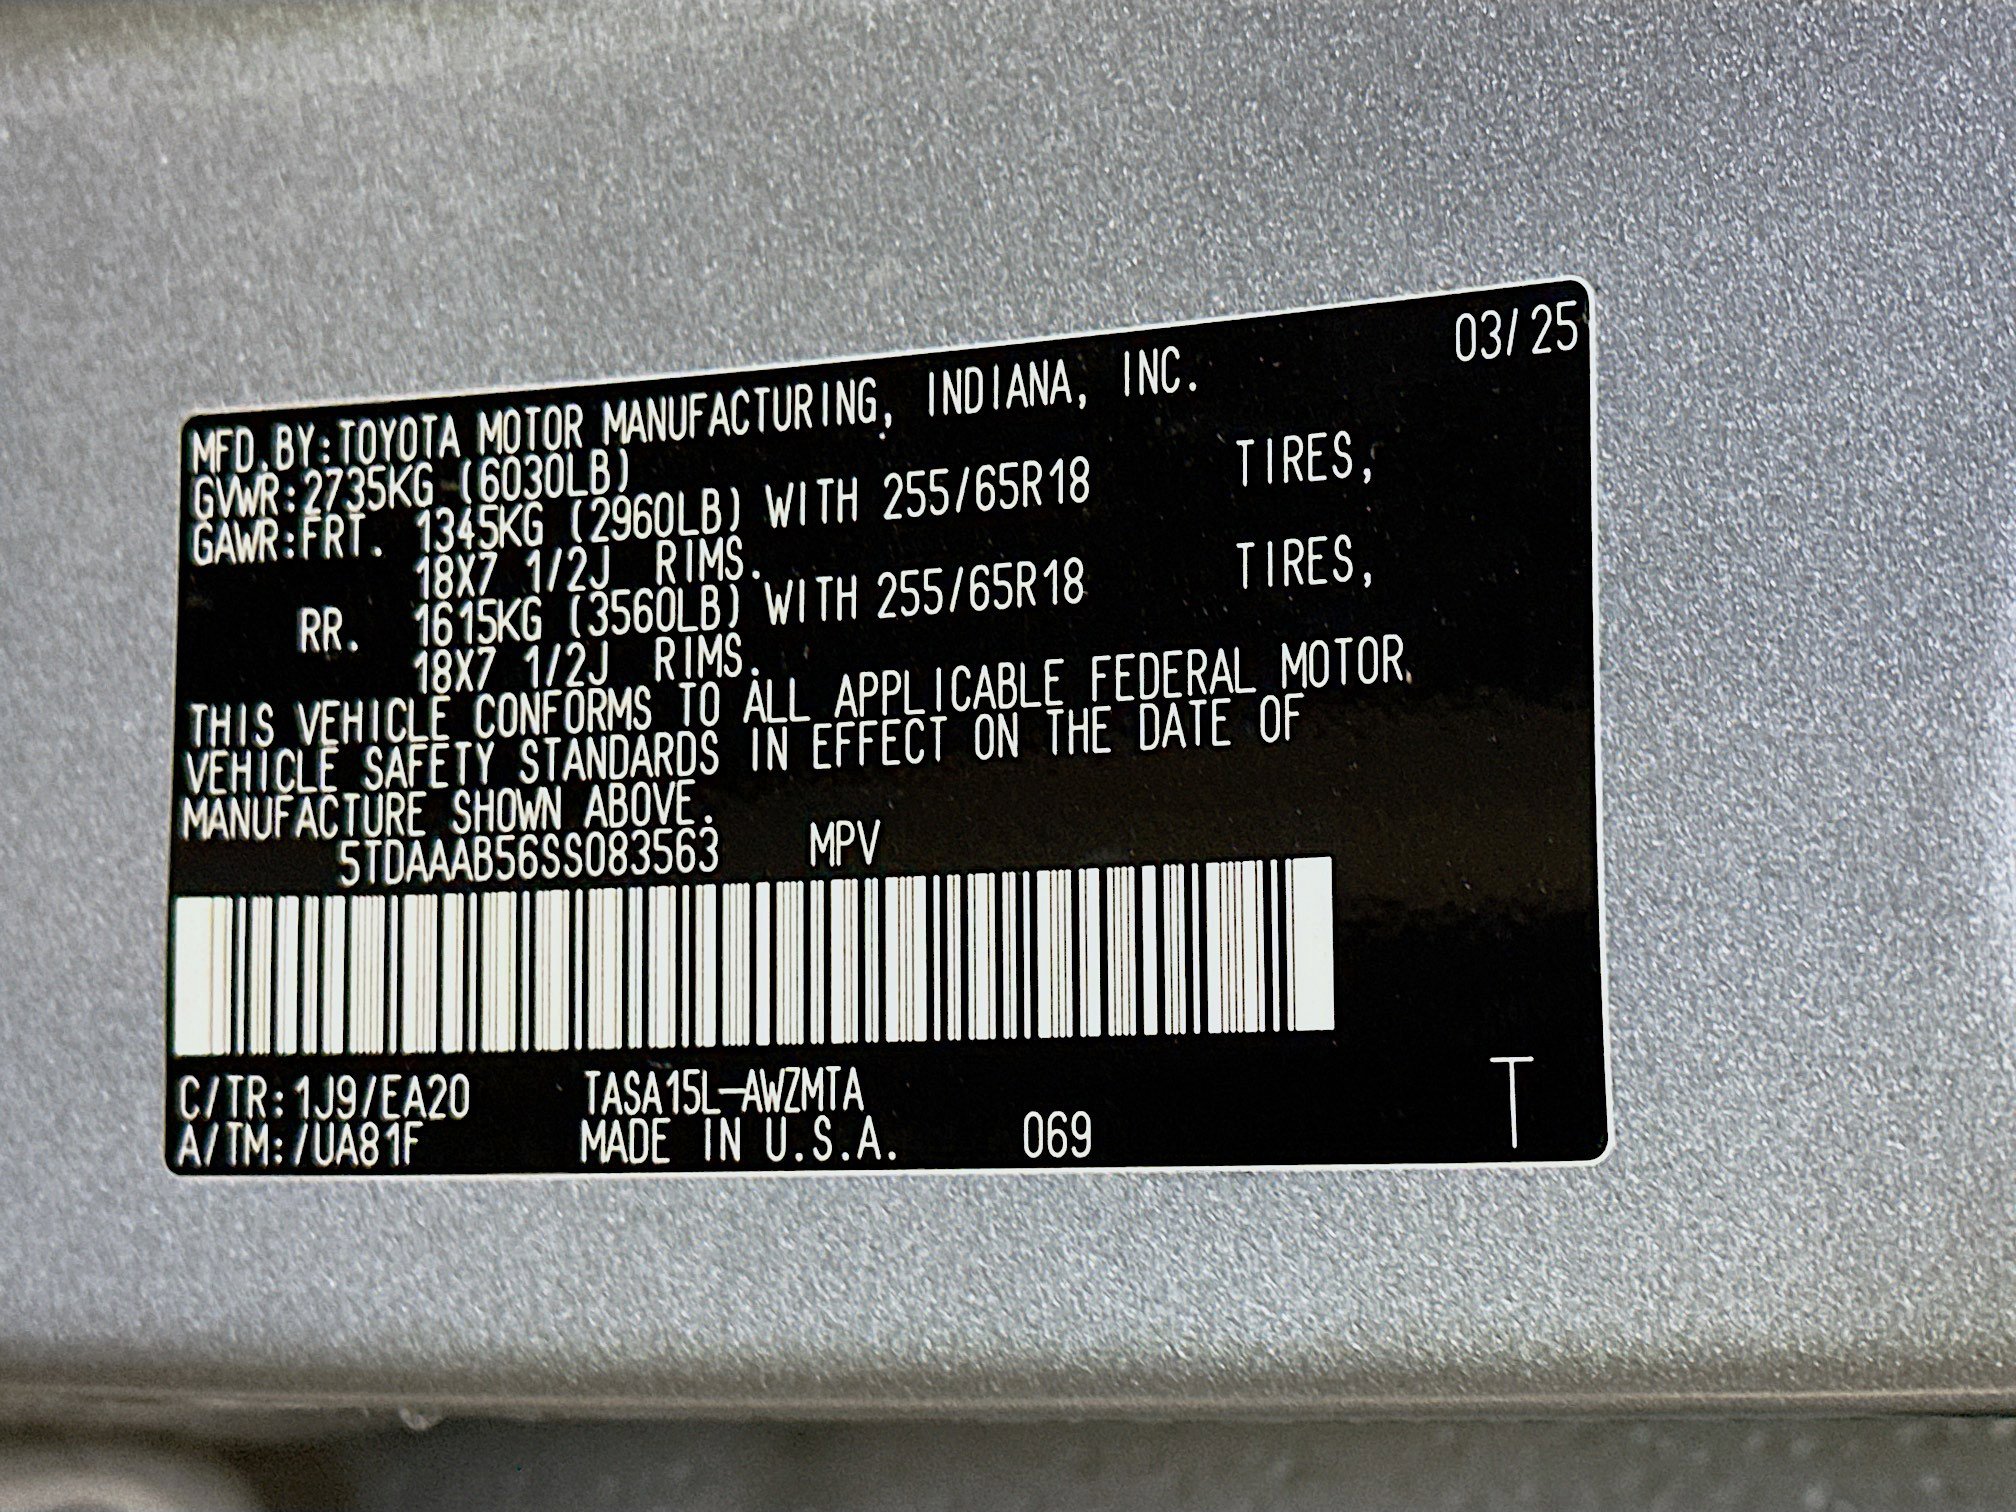 03/25
MFD.BY:TOYOTA MOTOR MANUFACTURING, INDIANA, INC.
GVWR:2735KG (6030LB)
GAWR:FRT. 1345KG (2960LB) WITH 255/65R18 TIRES,
18X7 1/2J RIMS.
RR. 1615KG (3560LB) WITH 255/65R18 TIRES,
18X7 1/2J RIMS.
THIS VEHICLE CONFORMS TO ALL APPLICABLE FEDERAL MOTOR
VEHICLE SAFETY STANDARDS IN EFFECT ON THE DATE OF
MANUFACTURE SHOWN ABOVE.
5TDAAAB56SS083563 MPV
C/TR:1J9/EA20 TASA15L-AWZMTA
A/TM:/UA81F MADE IN U.S.A. 069 T